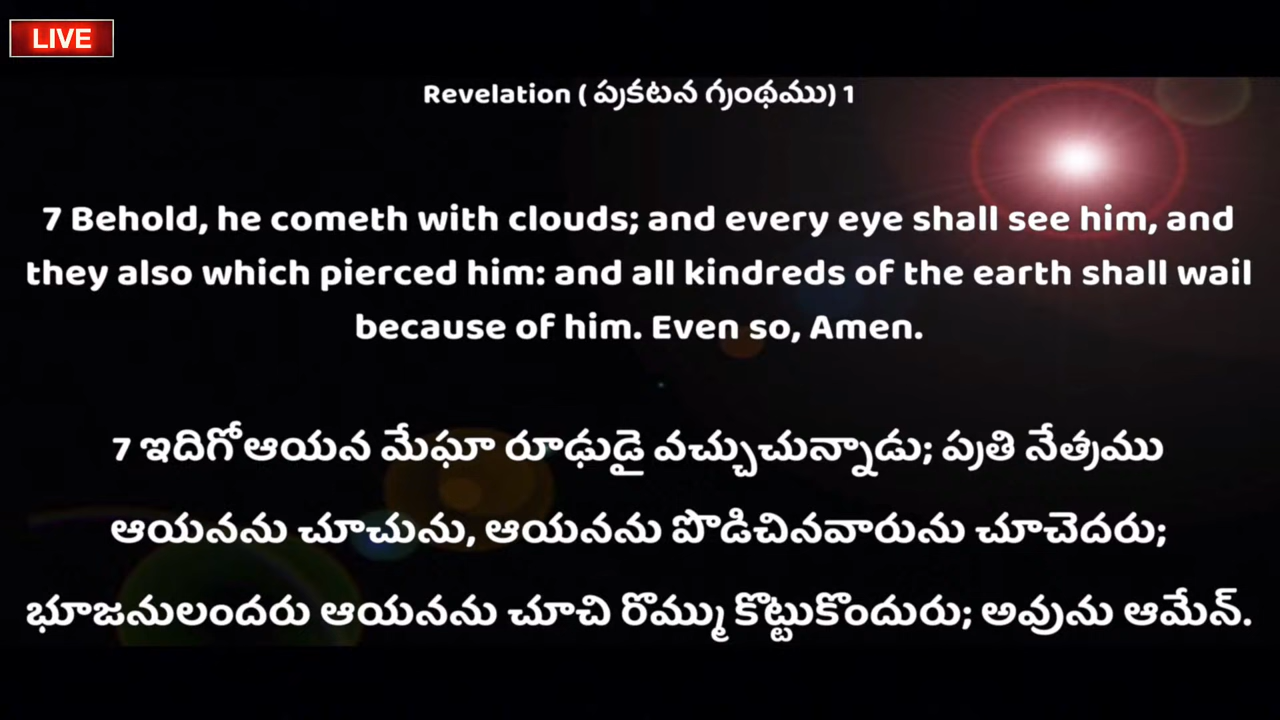 LIVE
Revelation ( ప్రకటన గ్రంథము) 1
7 Behold, he cometh with clouds; and every eye shall see him, and
they also which pierced him: and all kindreds of the earth shall wail
because of him. Even so, Amen.
7 ఇదిగోఆయన మేఘా రూఢుడై వచ్చుచున్నాడు; ప్రతి నేత్రము
ఆయనను చూచును, ఆయనను పొడిచినవారును చూచెదరు;
భూజనులందరు ఆయనను చూచి రొమ్ము కొట్టుకొందురు; అవును ఆమేన్.